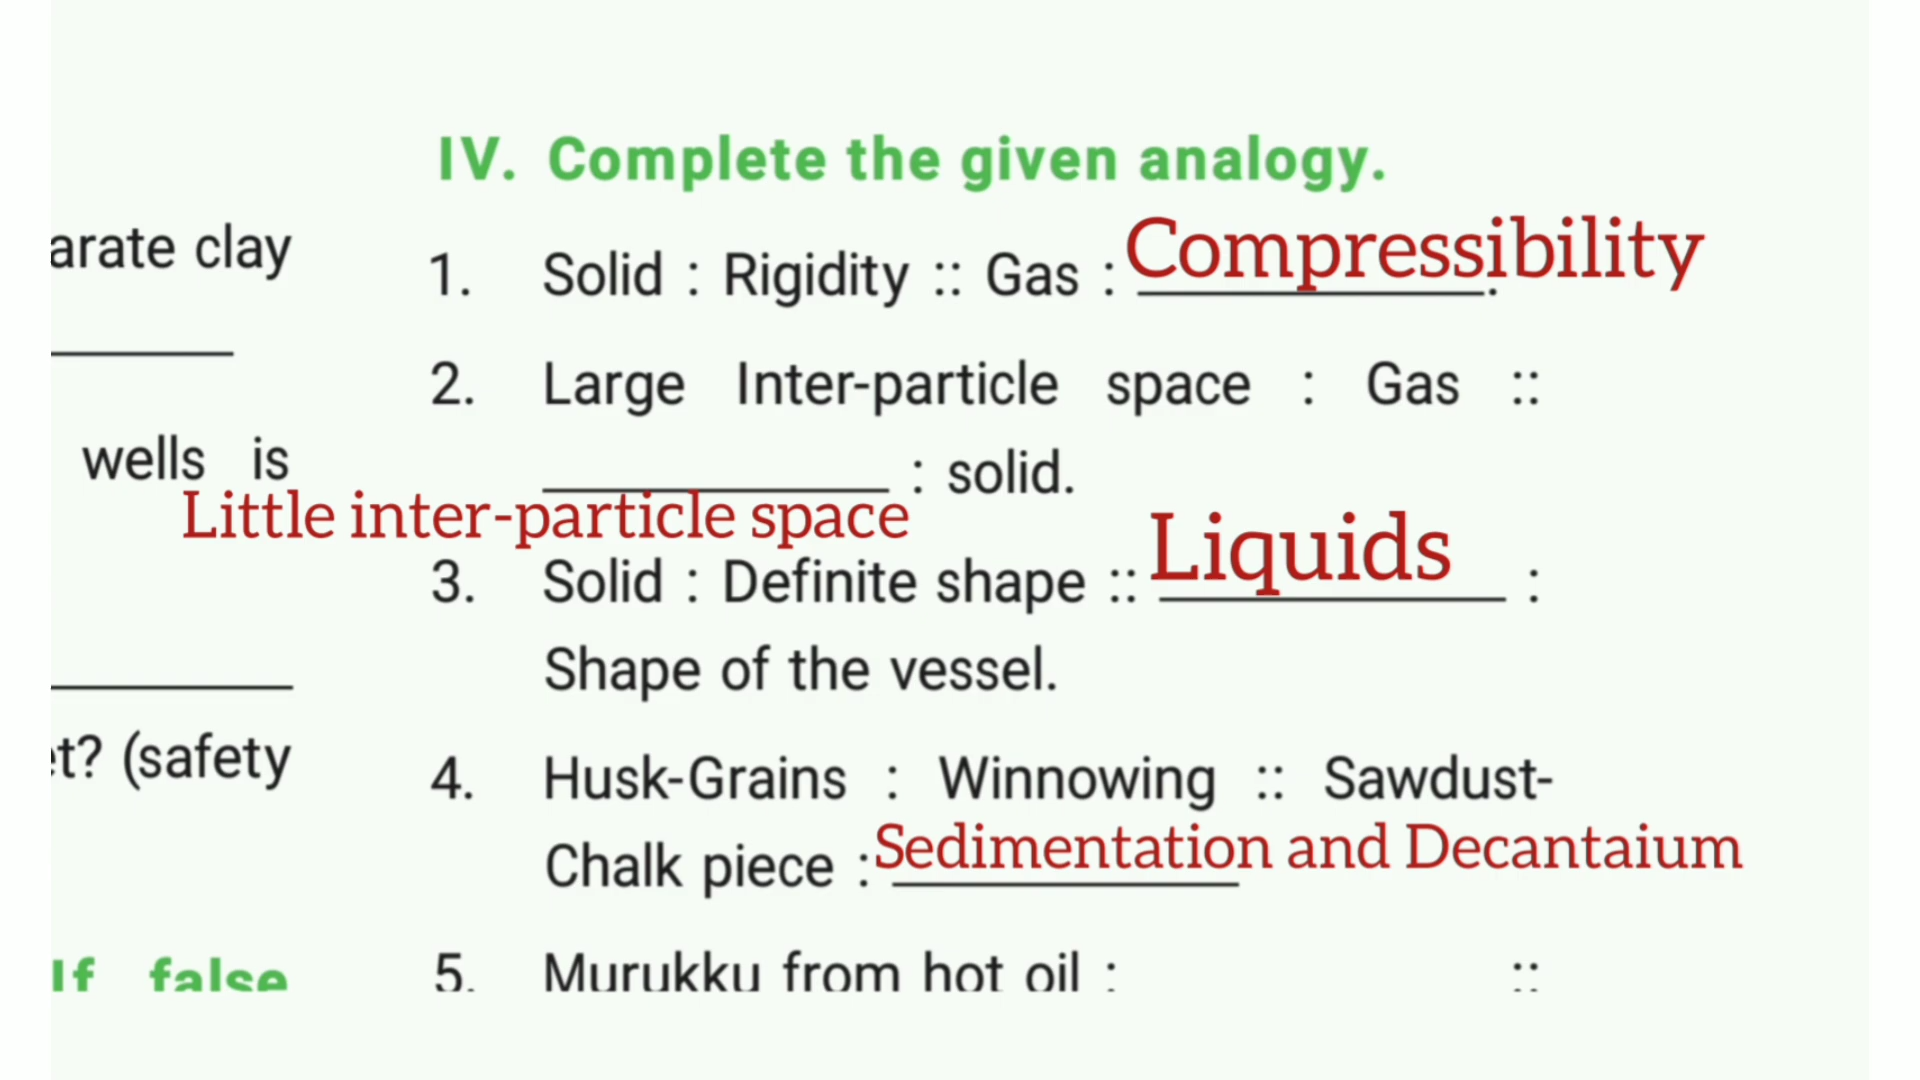 arate clay
wells is
et? (safety
If false
IV. Complete the given analogy.
1. Solid : Rigidity :: Gas : Compressibility.
2. Large Inter-particle space : Gas ::
Little inter-particle space : solid.
3. Solid : Definite shape :: Liquids :
Shape of the vessel.
4. Husk-Grains : Winnowing :: Sawdust-
Chalk piece : Sedimentation and Decantaium
5. Murukku from hot oil : ::